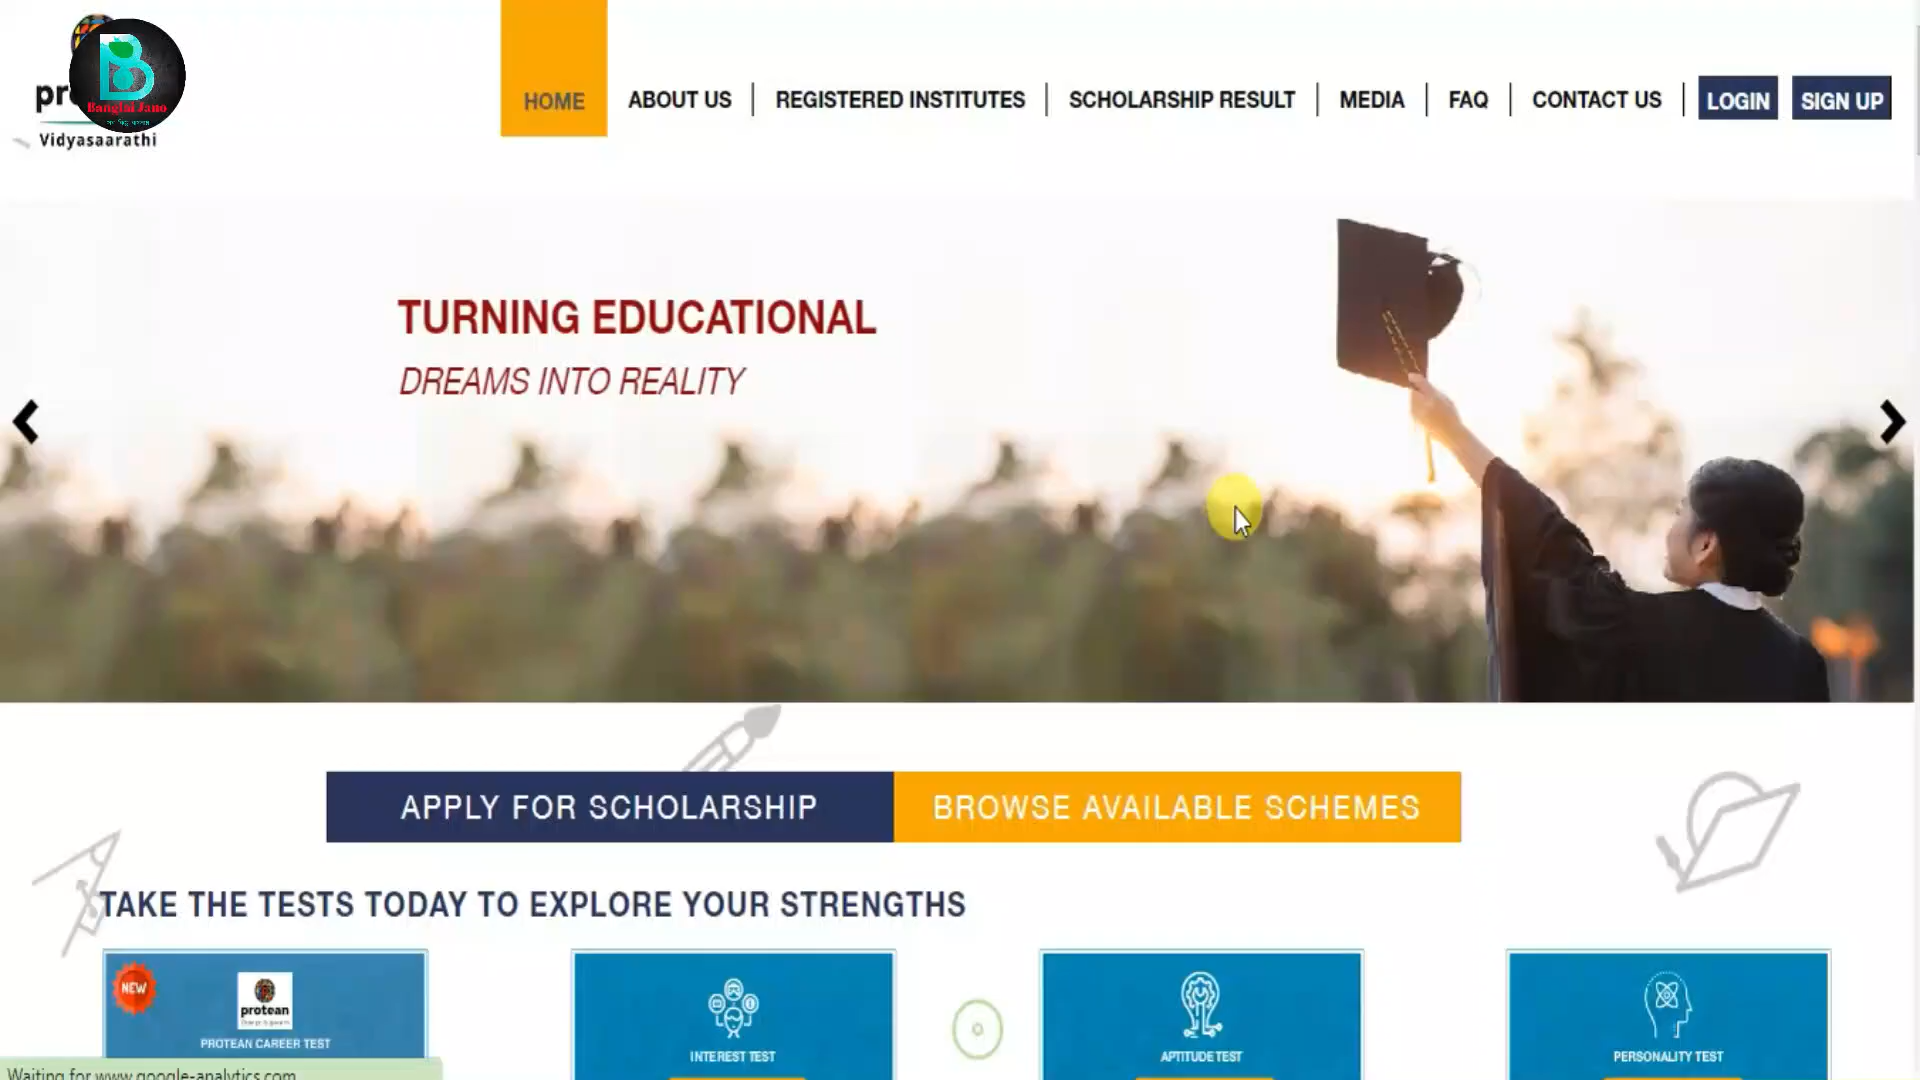 Banglai Jano
Vidyasaarathi
HOME
ABOUT US
REGISTERED INSTITUTES
SCHOLARSHIP RESULT
MEDIA
FAQ
CONTACT US
LOGIN
SIGN UP
TURNING EDUCATIONAL
DREAMS INTO REALITY
APPLY FOR SCHOLARSHIP
BROWSE AVAILABLE SCHEMES
TAKE THE TESTS TODAY TO EXPLORE YOUR STRENGTHS
NEW
protean
PROTEAN CAREER TEST
INTEREST TEST
APTITUDE TEST
PERSONALITY TEST
Waiting for www.google-analytics.com